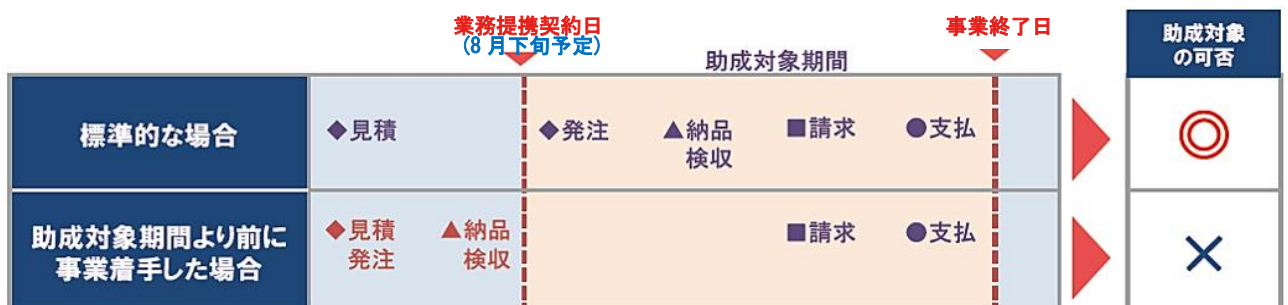 業務提携契約日
(8月下旬予定)
事業終了日
助成対象
の可否
助成対象期間
標準的な場合
◆見積
◆発注
▲納品
検収
■請求
●支払
◎
助成対象期間より前に
事業着手した場合
◆見積
発注
▲納品
検収
■請求
●支払
×